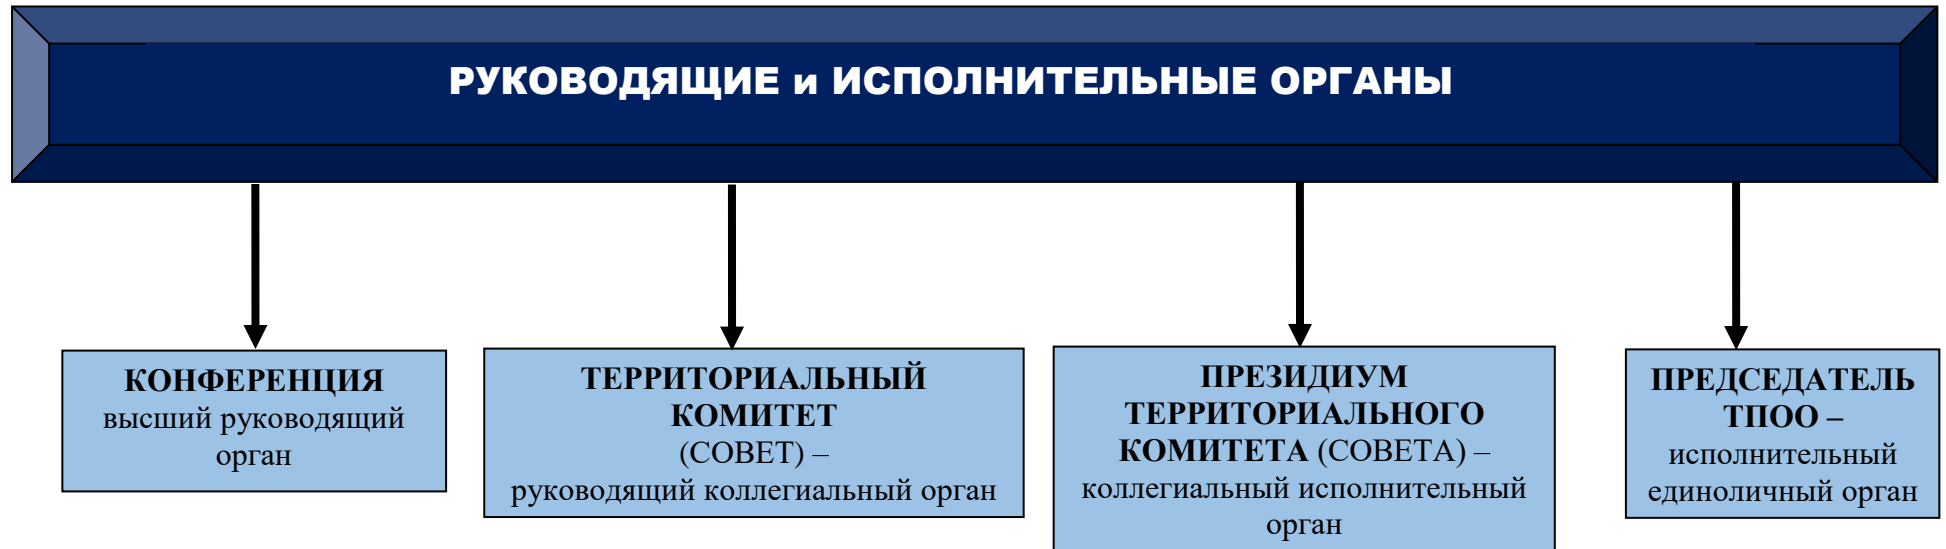 РУКОВОДЯЩИЕ и ИСПОЛНИТЕЛЬНЫЕ ОРГАНЫ
КОНФЕРЕНЦИЯ
высший руководящий
орган
ТЕРРИТОРИАЛЬНЫЙ
КОМИТЕТ
(СОВЕТ) –
руководящий коллегиальный орган
ПРЕЗИДИУМ
ТЕРРИТОРИАЛЬНОГО
КОМИТЕТА (СОВЕТА) –
коллегиальный исполнительный
орган
ПРЕДСЕДАТЕЛЬ
ТПОО –
исполнительный
единоличный орган